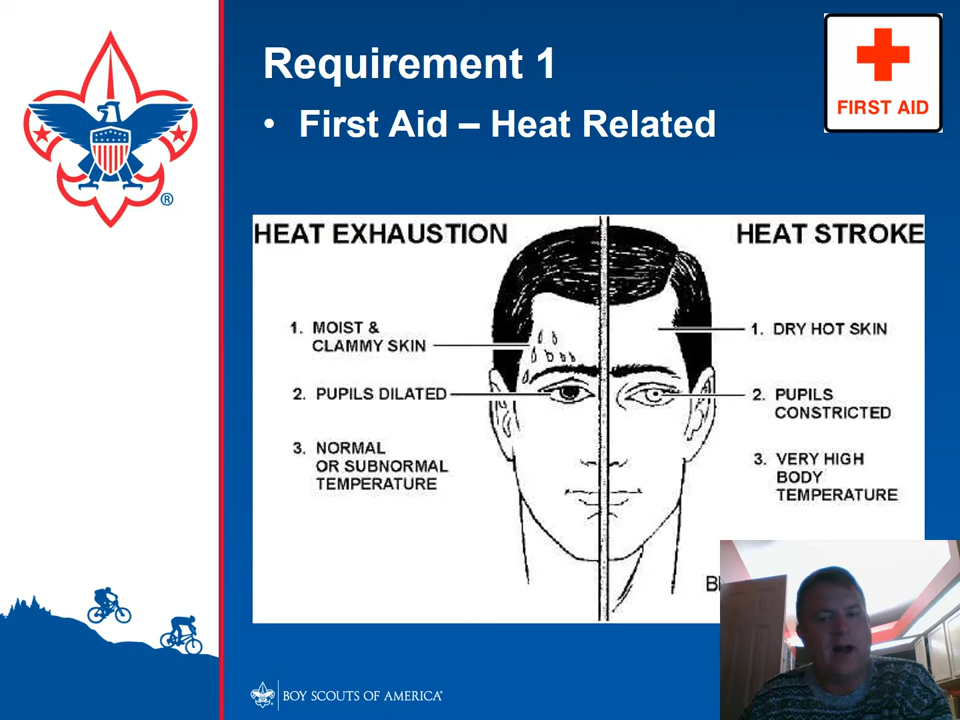 Requirement 1
• First Aid – Heat Related
FIRST AID
®
HEAT EXHAUSTION
1. MOIST &
CLAMMY SKIN
2. PUPILS DILATED
3. NORMAL
OR SUBNORMAL
TEMPERATURE
HEAT STROKE
1. DRY HOT SKIN
2. PUPILS
CONSTRICTED
3. VERY HIGH
BODY
TEMPERATURE
BOY SCOUTS OF AMERICA®